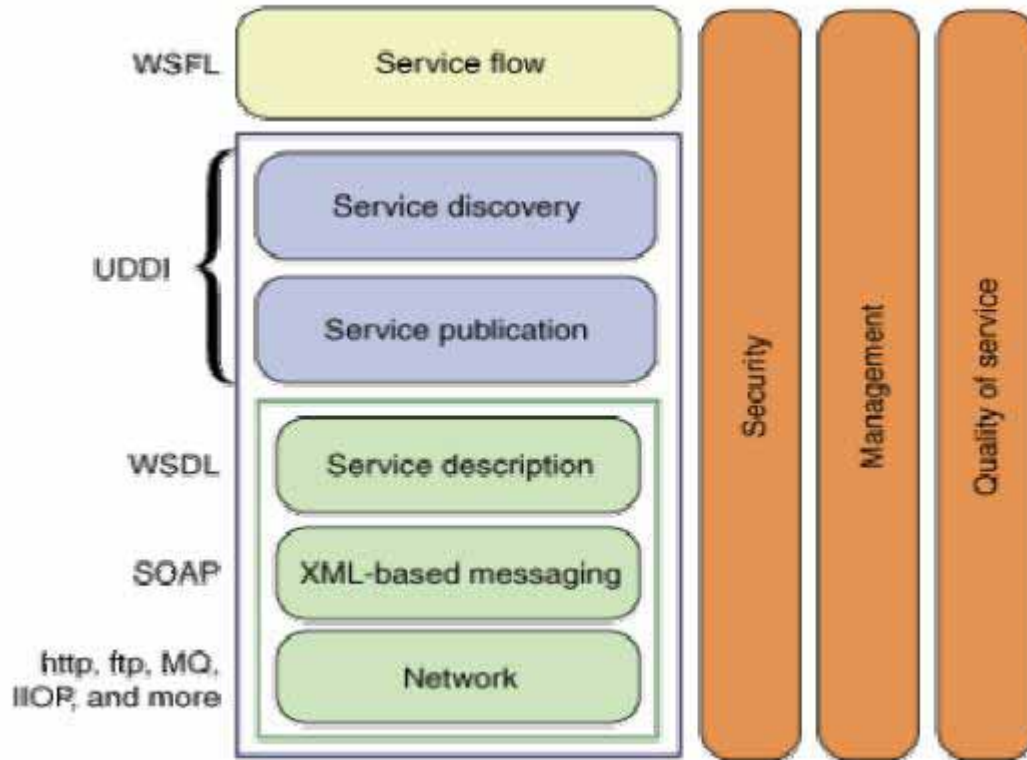 WSFL
Service flow
UDDI
Service discovery
Service publication
WSDL
Service description
SOAP
XML-based messaging
http, ftp, MQ,
IIOP, and more
Network
Security
Management
Quality of service